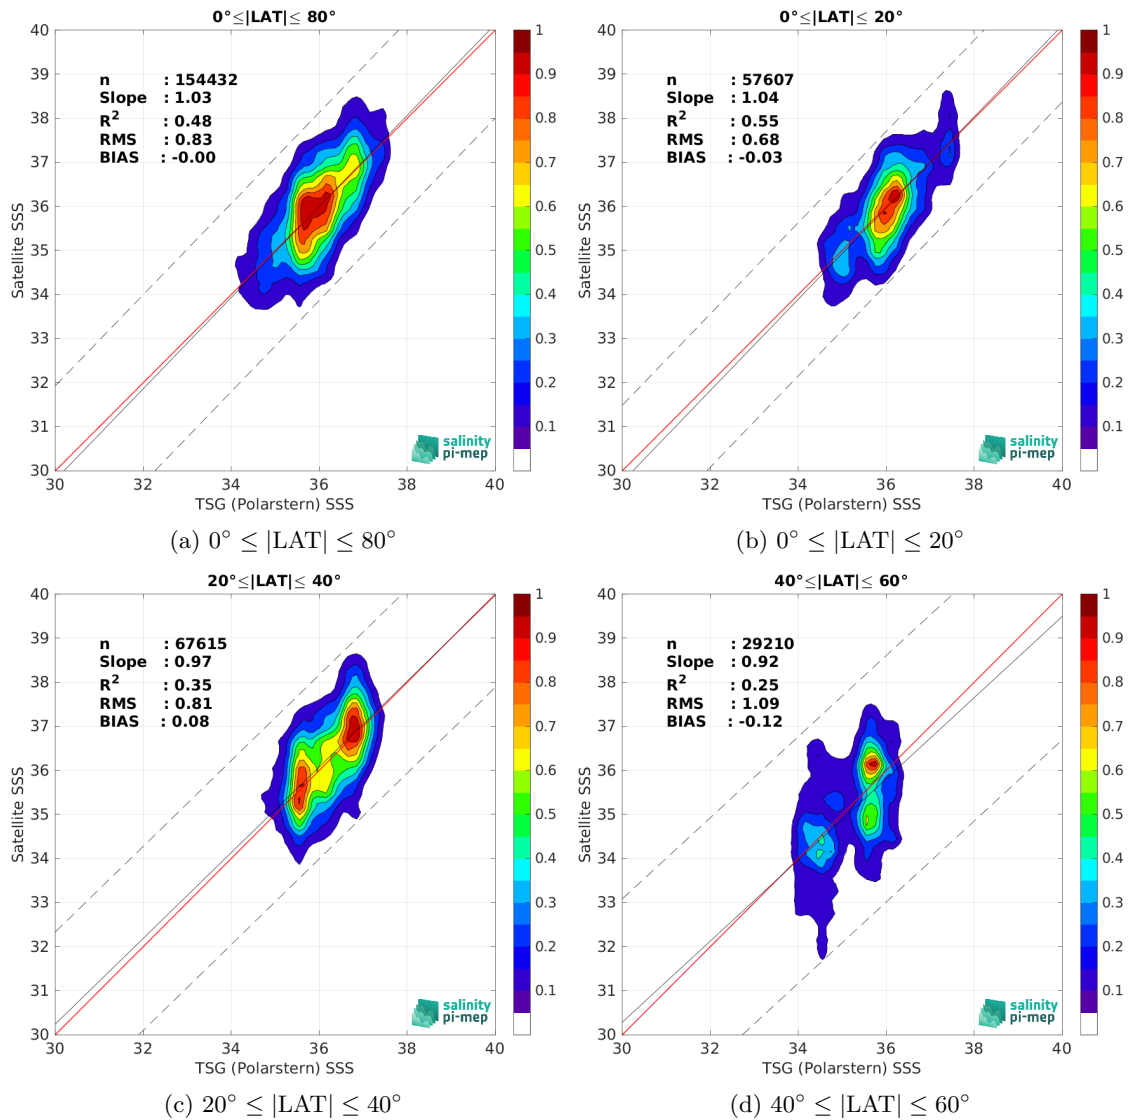 0°≤|LAT|≤ 80°
n : 154432
Slope : 1.03
R² : 0.48
RMS : 0.83
BIAS : -0.00
Satellite SSS
40
39
38
37
36
35
34
33
32
31
30
30 32 34 36 38 40
TSG (Polarstern) SSS
1
0.9
0.8
0.7
0.6
0.5
0.4
0.3
0.2
0.1
salinity
pi-mep
(a) 0° ≤ |LAT| ≤ 80°
0°≤|LAT|≤ 20°
n : 57607
Slope : 1.04
R² : 0.55
RMS : 0.68
BIAS : -0.03
Satellite SSS
40
39
38
37
36
35
34
33
32
31
30
30 32 34 36 38 40
TSG (Polarstern) SSS
1
0.9
0.8
0.7
0.6
0.5
0.4
0.3
0.2
0.1
salinity
pi-mep
(b) 0° ≤ |LAT| ≤ 20°
20°≤|LAT|≤ 40°
n : 67615
Slope : 0.97
R² : 0.35
RMS : 0.81
BIAS : 0.08
Satellite SSS
40
39
38
37
36
35
34
33
32
31
30
30 32 34 36 38 40
TSG (Polarstern) SSS
1
0.9
0.8
0.7
0.6
0.5
0.4
0.3
0.2
0.1
salinity
pi-mep
(c) 20° ≤ |LAT| ≤ 40°
40°≤|LAT|≤ 60°
n : 29210
Slope : 0.92
R² : 0.25
RMS : 1.09
BIAS : -0.12
Satellite SSS
40
39
38
37
36
35
34
33
32
31
30
30 32 34 36 38 40
TSG (Polarstern) SSS
1
0.9
0.8
0.7
0.6
0.5
0.4
0.3
0.2
0.1
salinity
pi-mep
(d) 40° ≤ |LAT| ≤ 60°